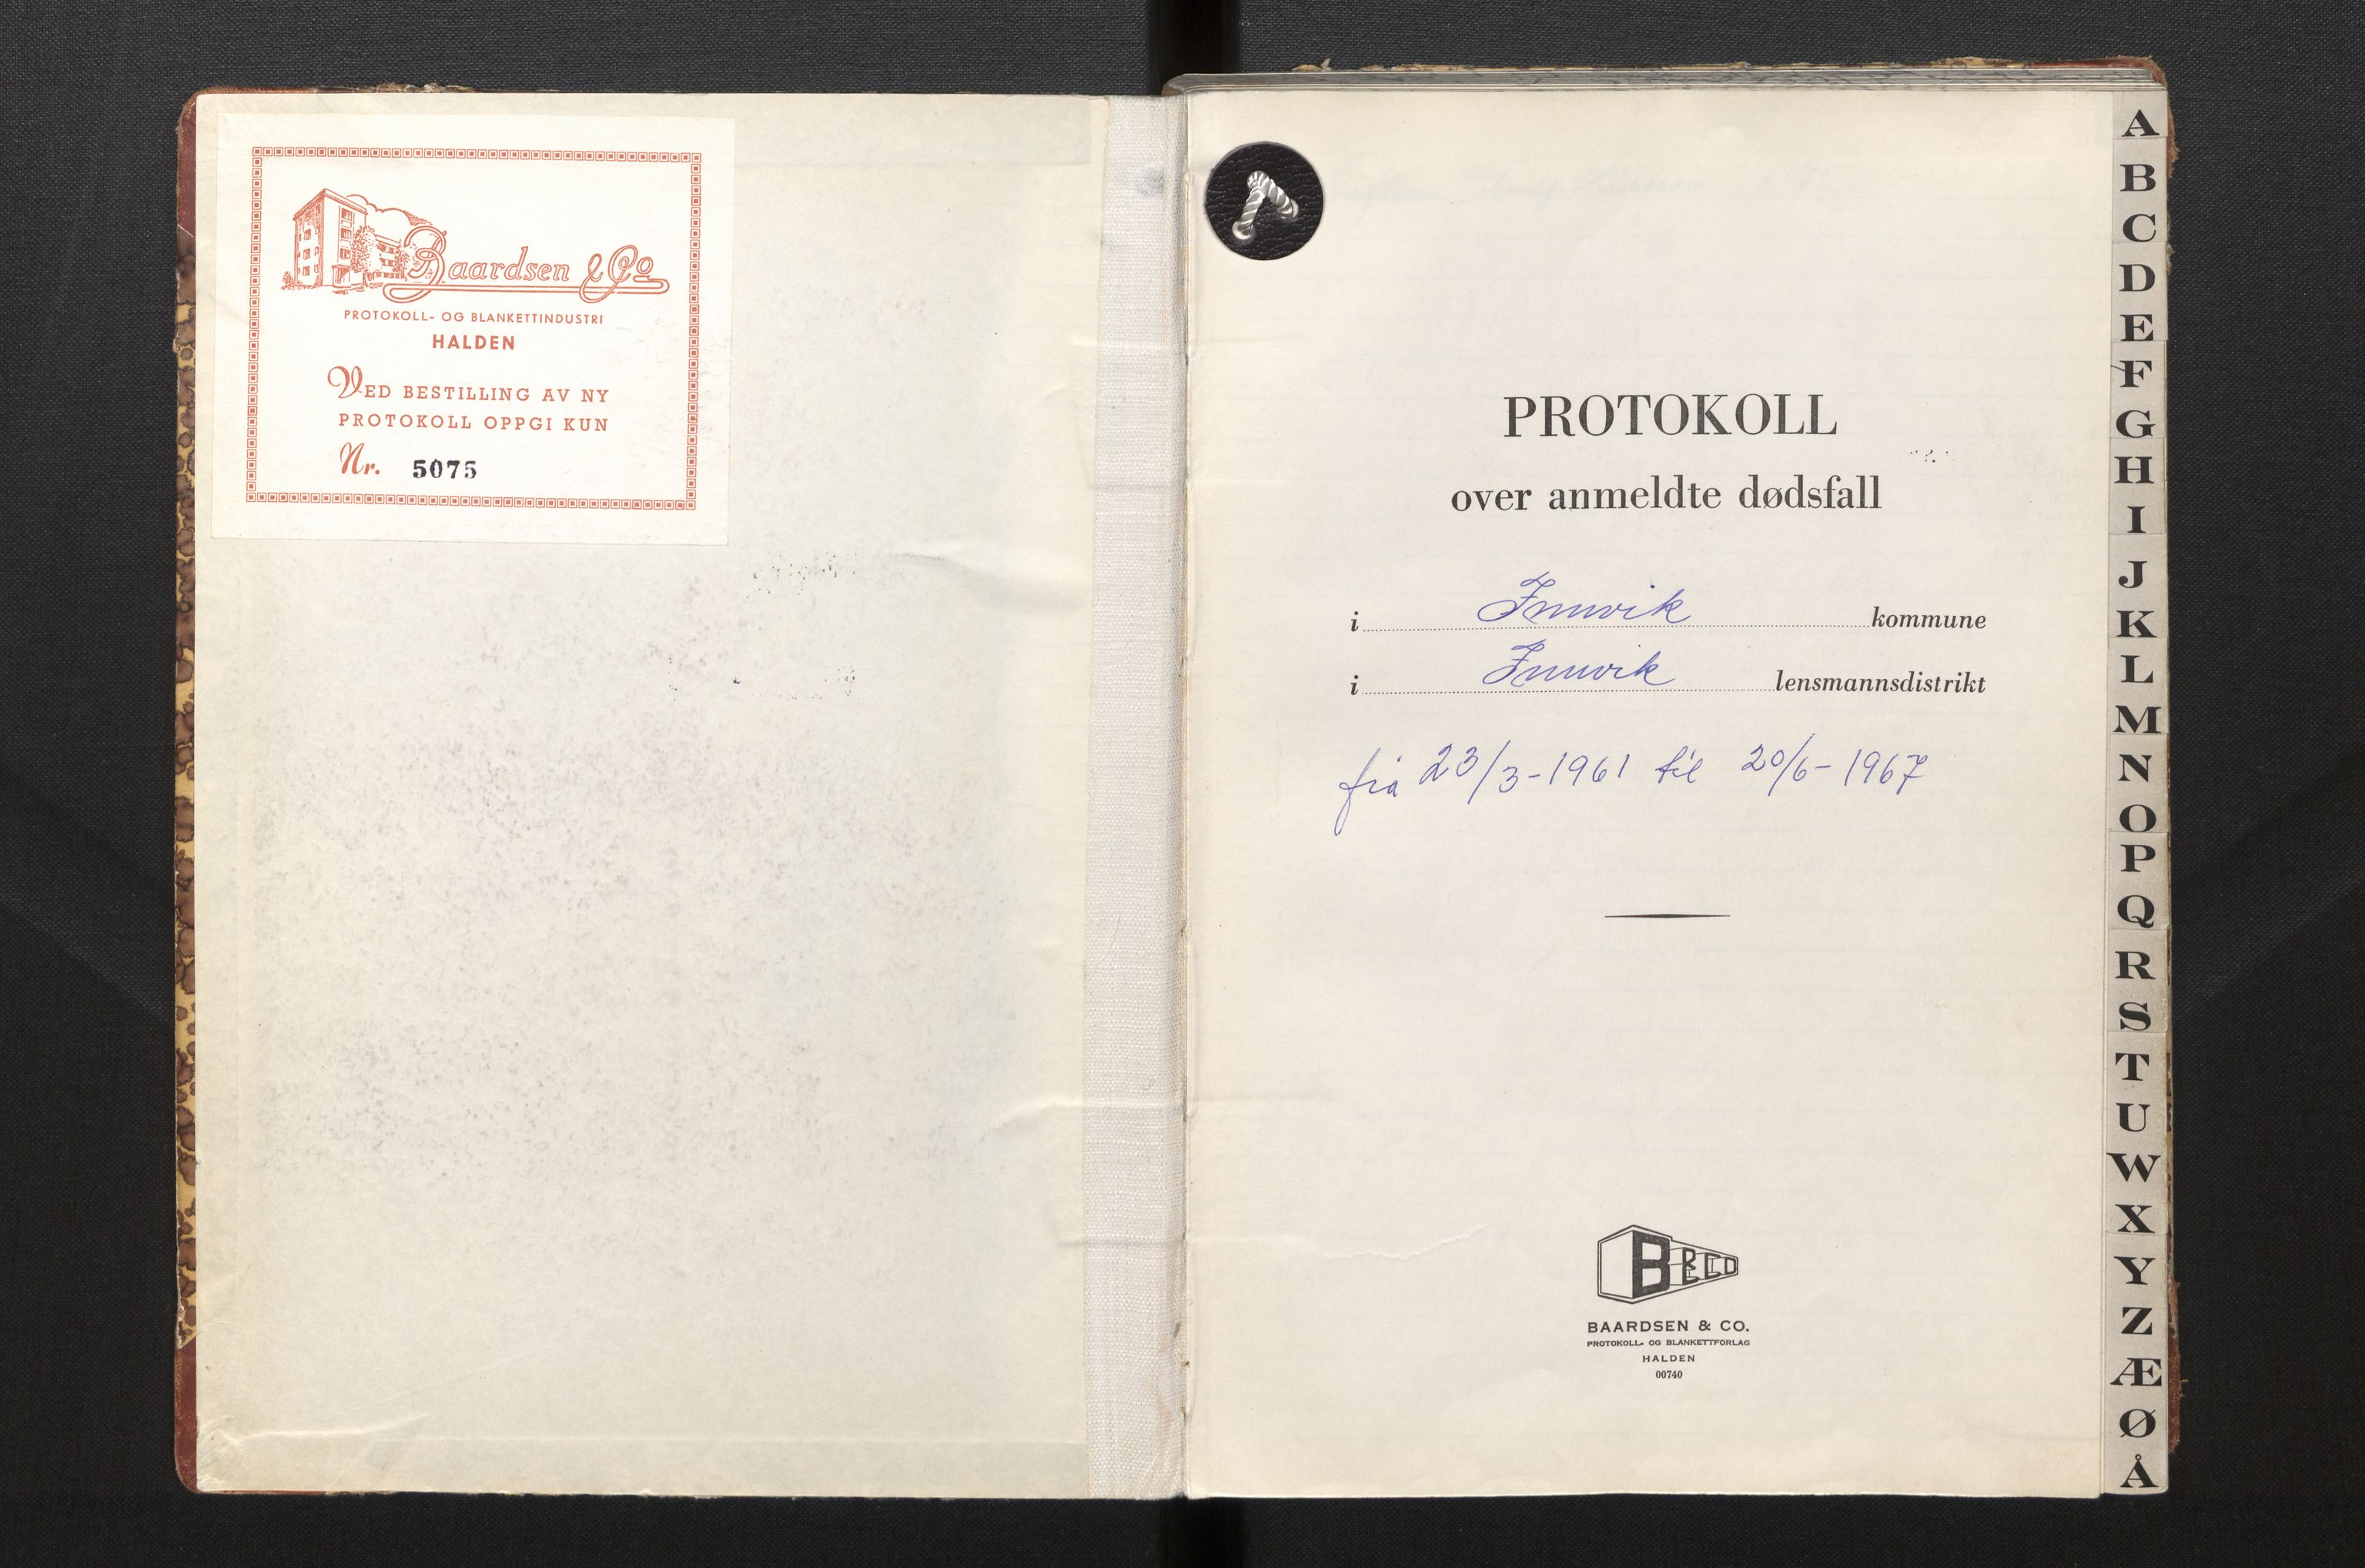 Baardsen & Co
PROTOKOLL- OG BLANKETTINDUSTRI
HALDEN
VED BESTILLING AV NY
PROTOKOLL OPPGI KUN
Nr. 5075
PROTOKOLL
over anmeldte dødsfall
i Innvik kommune
i Innvik lensmannsdistrikt
frå 23/3-1961 til 20/6-1967
BBCO
BAARDSEN & CO.
PROTOKOLL- OG BLANKETTFORLAG
HALDEN
00740
A
B
C
D
E
F
G
H
I
J
K
L
M
N
O
P
Q
R
S
T
U
W
X
Y
Z
Æ
Ø
Å